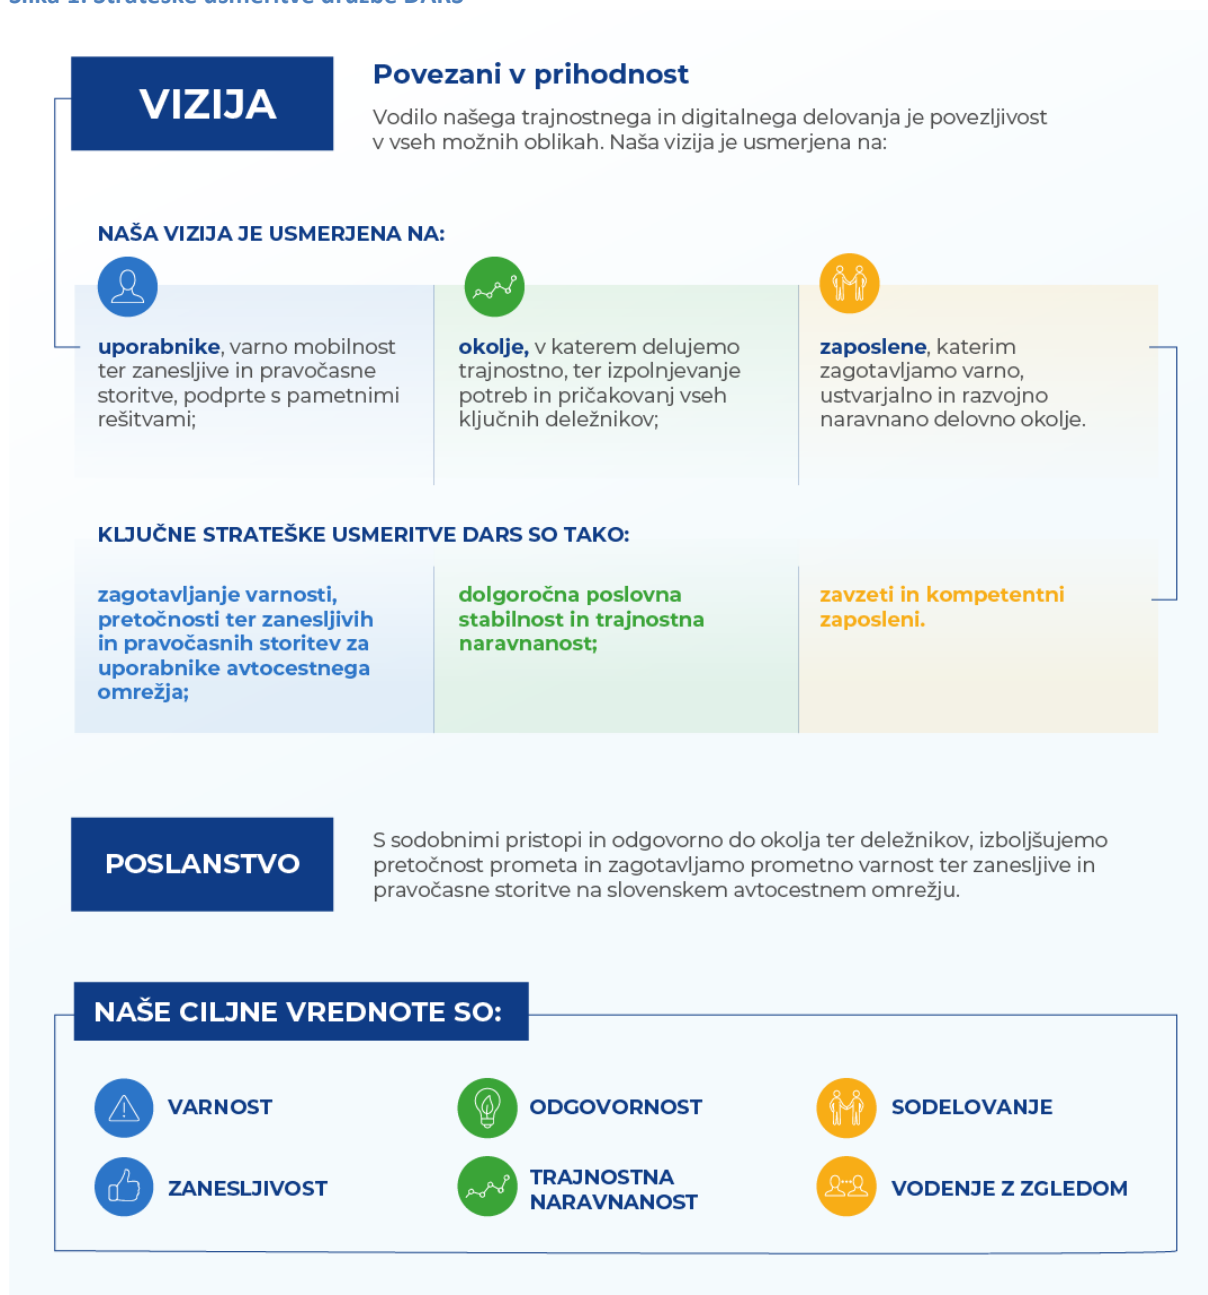 Slika 1: Strateške usmeritve družbe DARS
VIZIJA
Povezani v prihodnost
Vodilo našega trajnostnega in digitalnega delovanja je povezljivost
v vseh možnih oblikah. Naša vizija je usmerjena na:
NAŠA VIZIJA JE USMERJENA NA:
uporabnike, varno mobilnost
ter zanesljive in pravočasne
storitve, podprte s pametnimi
rešitvami;
okolje, v katerem delujemo
trajnostno, ter izpolnjevanje
potreb in pričakovanj vseh
ključnih deležnikov;
zaposlene, katerim
zagotavljamo varno,
ustvarjalno in razvojno
naravnano delovno okolje.
KLJUČNE STRATEŠKE USMERITVE DARS SO TAKO:
zagotavljanje varnosti,
pretočnosti ter zanesljivih
in pravočasnih storitev za
uporabnike avtocestnega
omrežja;
dolgoročna poslovna
stabilnost in trajnostna
naravnanost;
zavzeti in kompetentni
zaposleni.
POSLANSTVO
S sodobnimi pristopi in odgovorno do okolja ter deležnikov, izboljšujemo
pretočnost prometa in zagotavljamo prometno varnost ter zanesljive in
pravočasne storitve na slovenskem avtocestnem omrežju.
NAŠE CILJNE VREDNOTE SO:
VARNOST
ODGOVORNOST
SODELOVANJE
ZANESLJIVOST
TRAJNOSTNA
NARAVNANOST
VODENJE Z ZGLEDOM